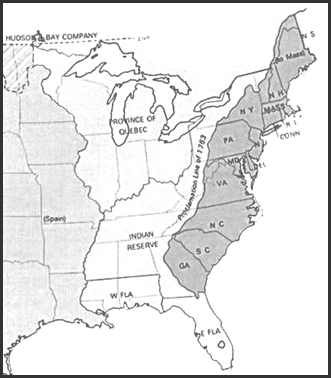 HUDSON BAY COMPANY
N S
(to Mass)
PROVINCE OF
QUEBEC
N H
N Y
MASS
R I
CONN
Proclamation Line of 1763
PA
N J
MD
DEL
VA
(Spain)
INDIAN
RESERVE
N C
S C
GA
W FLA
E FLA